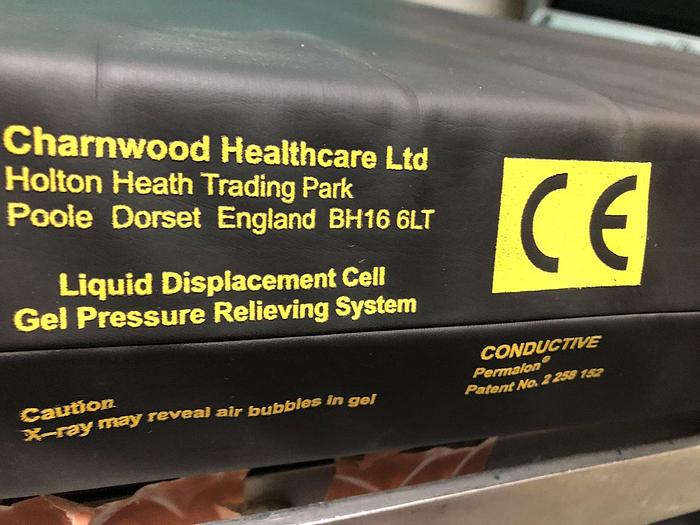 Charnwood Healthcare Ltd
Holton Heath Trading Park
Poole Dorset England BH16 6LT
CE
Liquid Displacement Cell
Gel Pressure Relieving System
CONDUCTIVE
Permalon®
Patent No. 2 258 152
Caution
X-ray may reveal air bubbles in gel